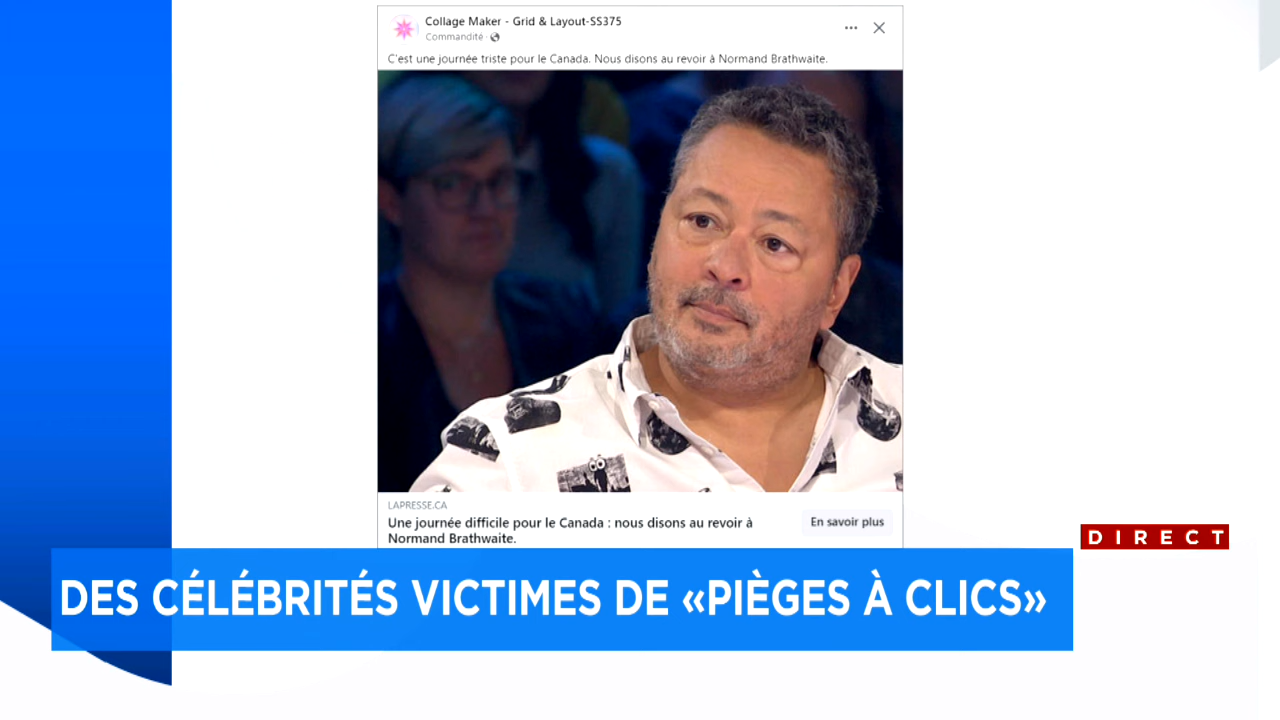 Collage Maker - Grid & Layout-SS375
Commandité ·
C'est une journée triste pour le Canada. Nous disons au revoir à Normand Brathwaite.
LAPRESSE.CA
Une journée difficile pour le Canada : nous disons au revoir à
Normand Brathwaite.
En savoir plus
DIRECT
DES CÉLÉBRITÉS VICTIMES DE «PIÈGES À CLICS»